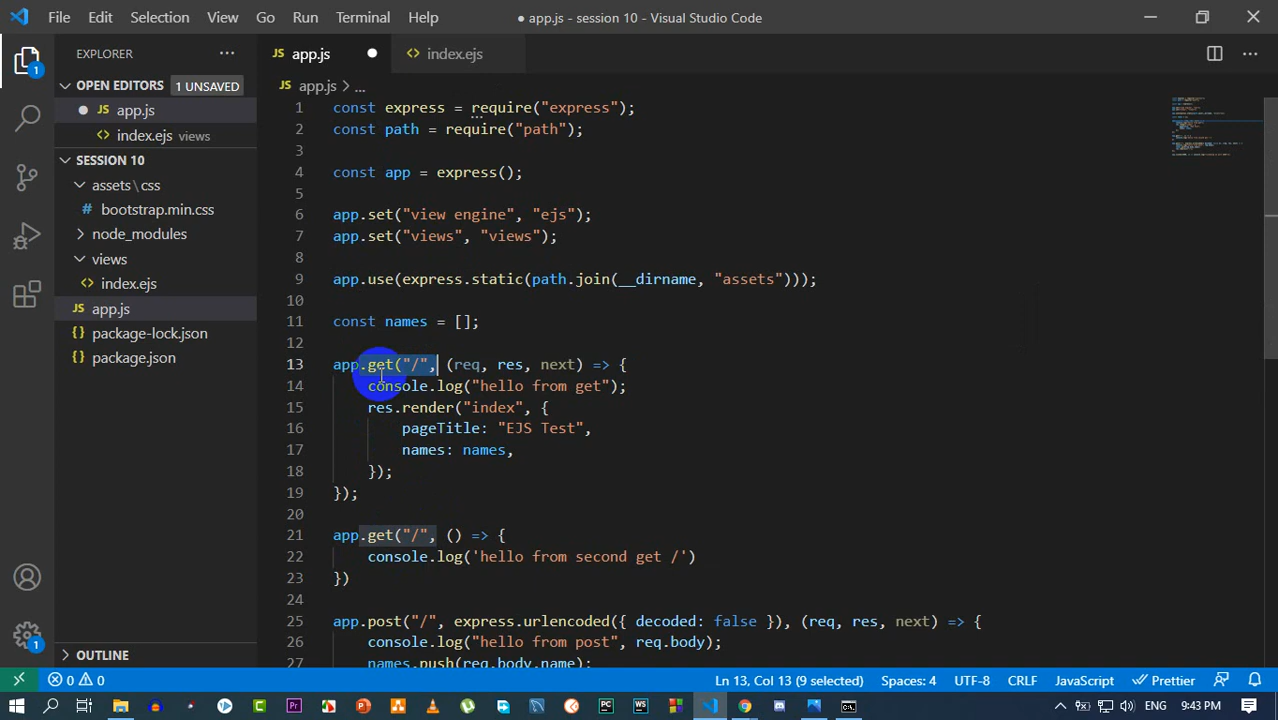 File Edit Selection View Go Run Terminal Help
● app.js - session 10 - Visual Studio Code
EXPLORER
OPEN EDITORS 1 UNSAVED
JS app.js
index.ejs views
SESSION 10
assets\css
bootstrap.min.css
node_modules
views
index.ejs
JS app.js
package-lock.json
package.json
OUTLINE
1
1
JS app.js ● index.ejs
JS app.js > ...
1 const express = require("express");
2 const path = require("path");
3
4 const app = express();
5
6 app.set("view engine", "ejs");
7 app.set("views", "views");
8
9 app.use(express.static(path.join(__dirname, "assets")));
10
11 const names = [];
12
13 app.get("/", (req, res, next) => {
14 console.log("hello from get");
15 res.render("index", {
16 pageTitle: "EJS Test",
17 names: names,
18 });
19 });
20
21 app.get("/", () => {
22 console.log('hello from second get /')
23 })
24
25 app.post("/", express.urlencoded({ decoded: false }), (req, res, next) => {
26 console.log("hello from post", req.body);
27 names.push(req.body.name);
0 0 Ln 13, Col 13 (9 selected) Spaces: 4 UTF-8 CRLF JavaScript Prettier
ENG 9:43 PM